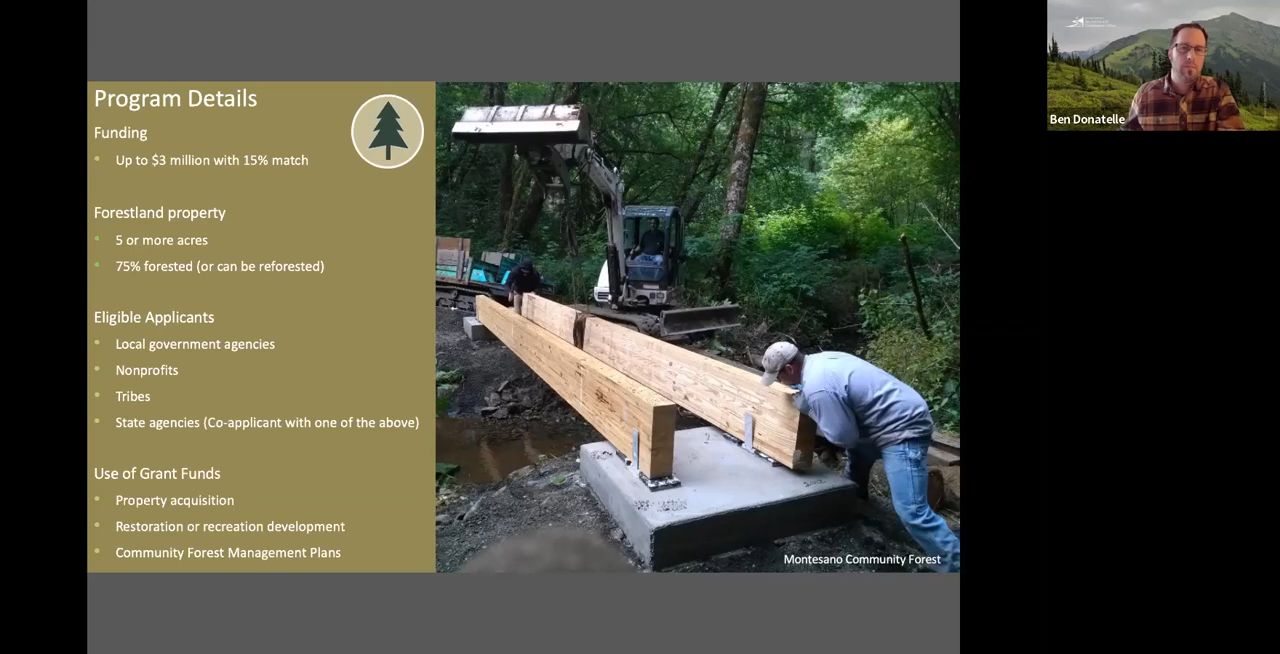 Program Details
Funding
Up to $3 million with 15% match
Forestland property
5 or more acres
75% forested (or can be reforested)
Eligible Applicants
Local government agencies
Nonprofits
Tribes
State agencies (Co-applicant with one of the above)
Use of Grant Funds
Property acquisition
Restoration or recreation development
Community Forest Management Plans
Montesano Community Forest
Ben Donatelle